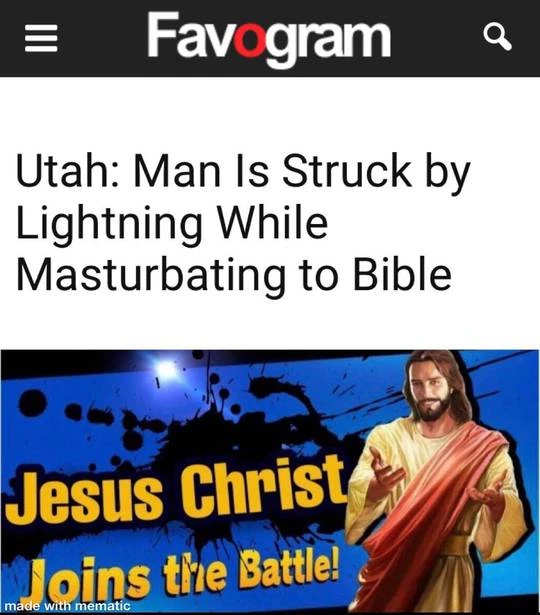 Favogram
Utah: Man Is Struck by
Lightning While
Masturbating to Bible
Jesus Christ
Joins the Battle!
made with mematic